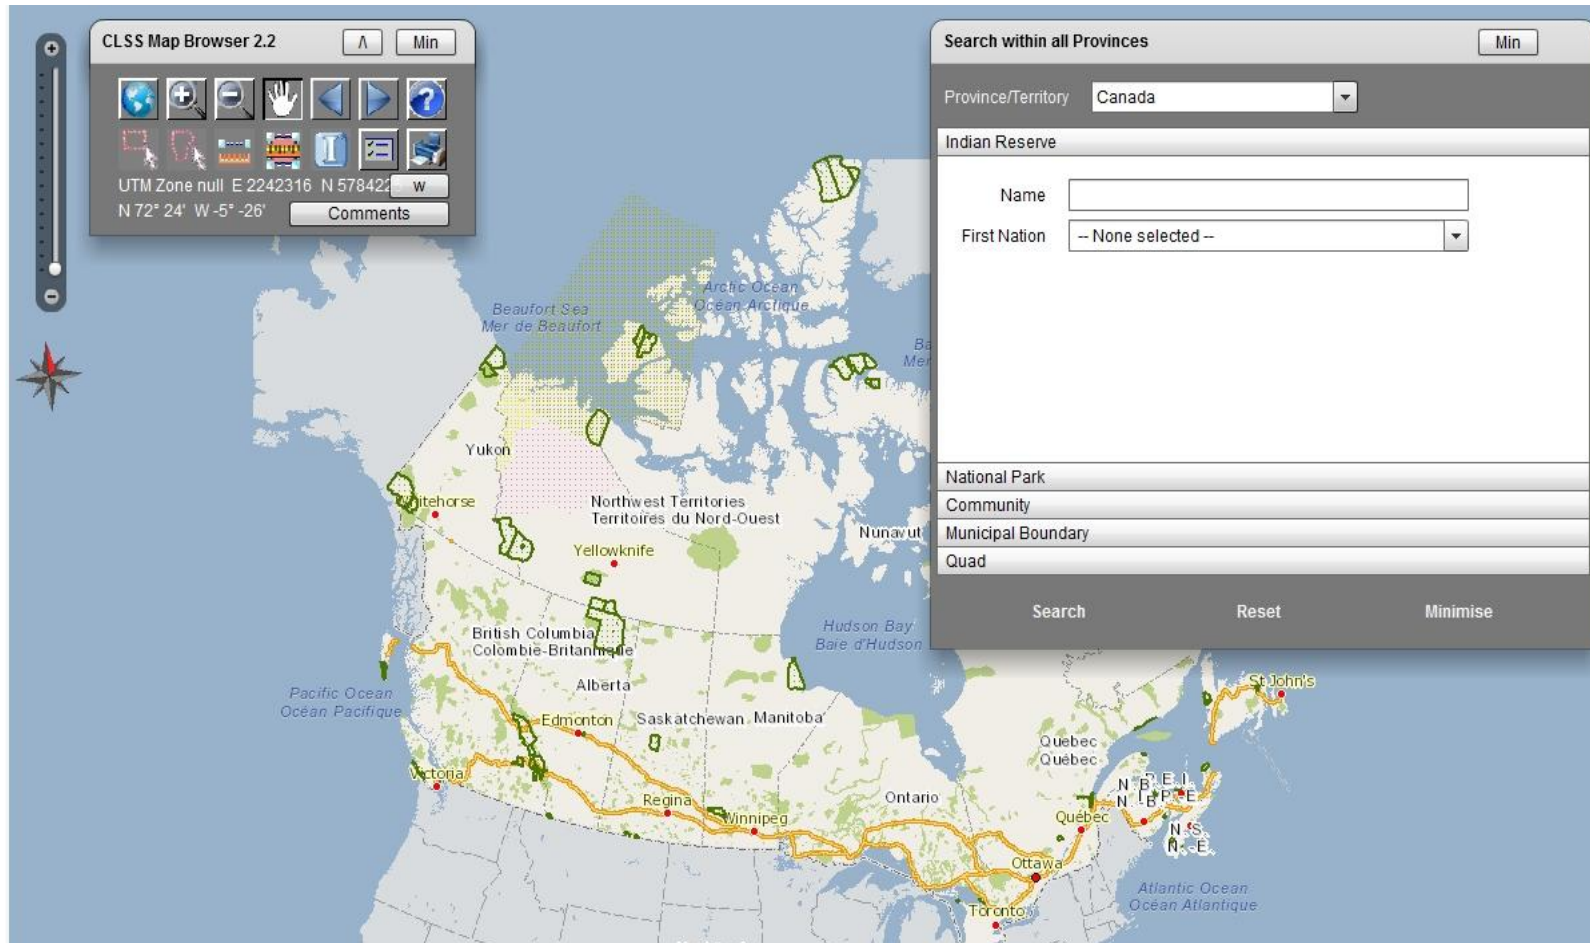 CLSS Map Browser 2.2
/\
Min
UTM Zone null E 2242316 N 578422
W
N 72° 24' W -5° -26'
Comments
Search within all Provinces
Min
Province/Territory
Canada
Indian Reserve
Name
First Nation
-- None selected --
National Park
Community
Municipal Boundary
Quad
Search
Reset
Minimise
Arctic Ocean
Océan Arctique
Beaufort Sea
Mer de Beaufort
Ba
Mer
Yukon
Whitehorse
Northwest Territories
Territoires du Nord-Ouest
Nunavut
Yellowknife
British Columbia
Colombie-Britannique
Hudson Bay
Baie d'Hudson
Alberta
St John's
Pacific Ocean
Océan Pacifique
Edmonton
Saskatchewan
Manitoba
Quebec
Québec
Victoria
N.B.
P.E.I.
N.-B.
Î.-P.-É.
Ontario
Regina
Winnipeg
Québec
N.S.
N.-É.
Ottawa
Atlantic Ocean
Océan Atlantique
Toronto